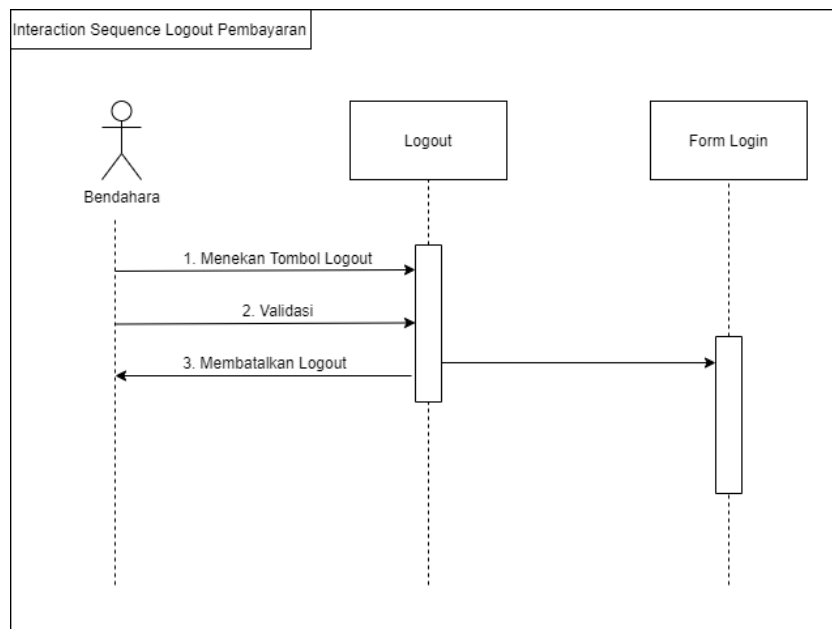 Interaction Sequence Logout Pembayaran
Bendahara
Logout
Form Login
1. Menekan Tombol Logout
2. Validasi
3. Membatalkan Logout